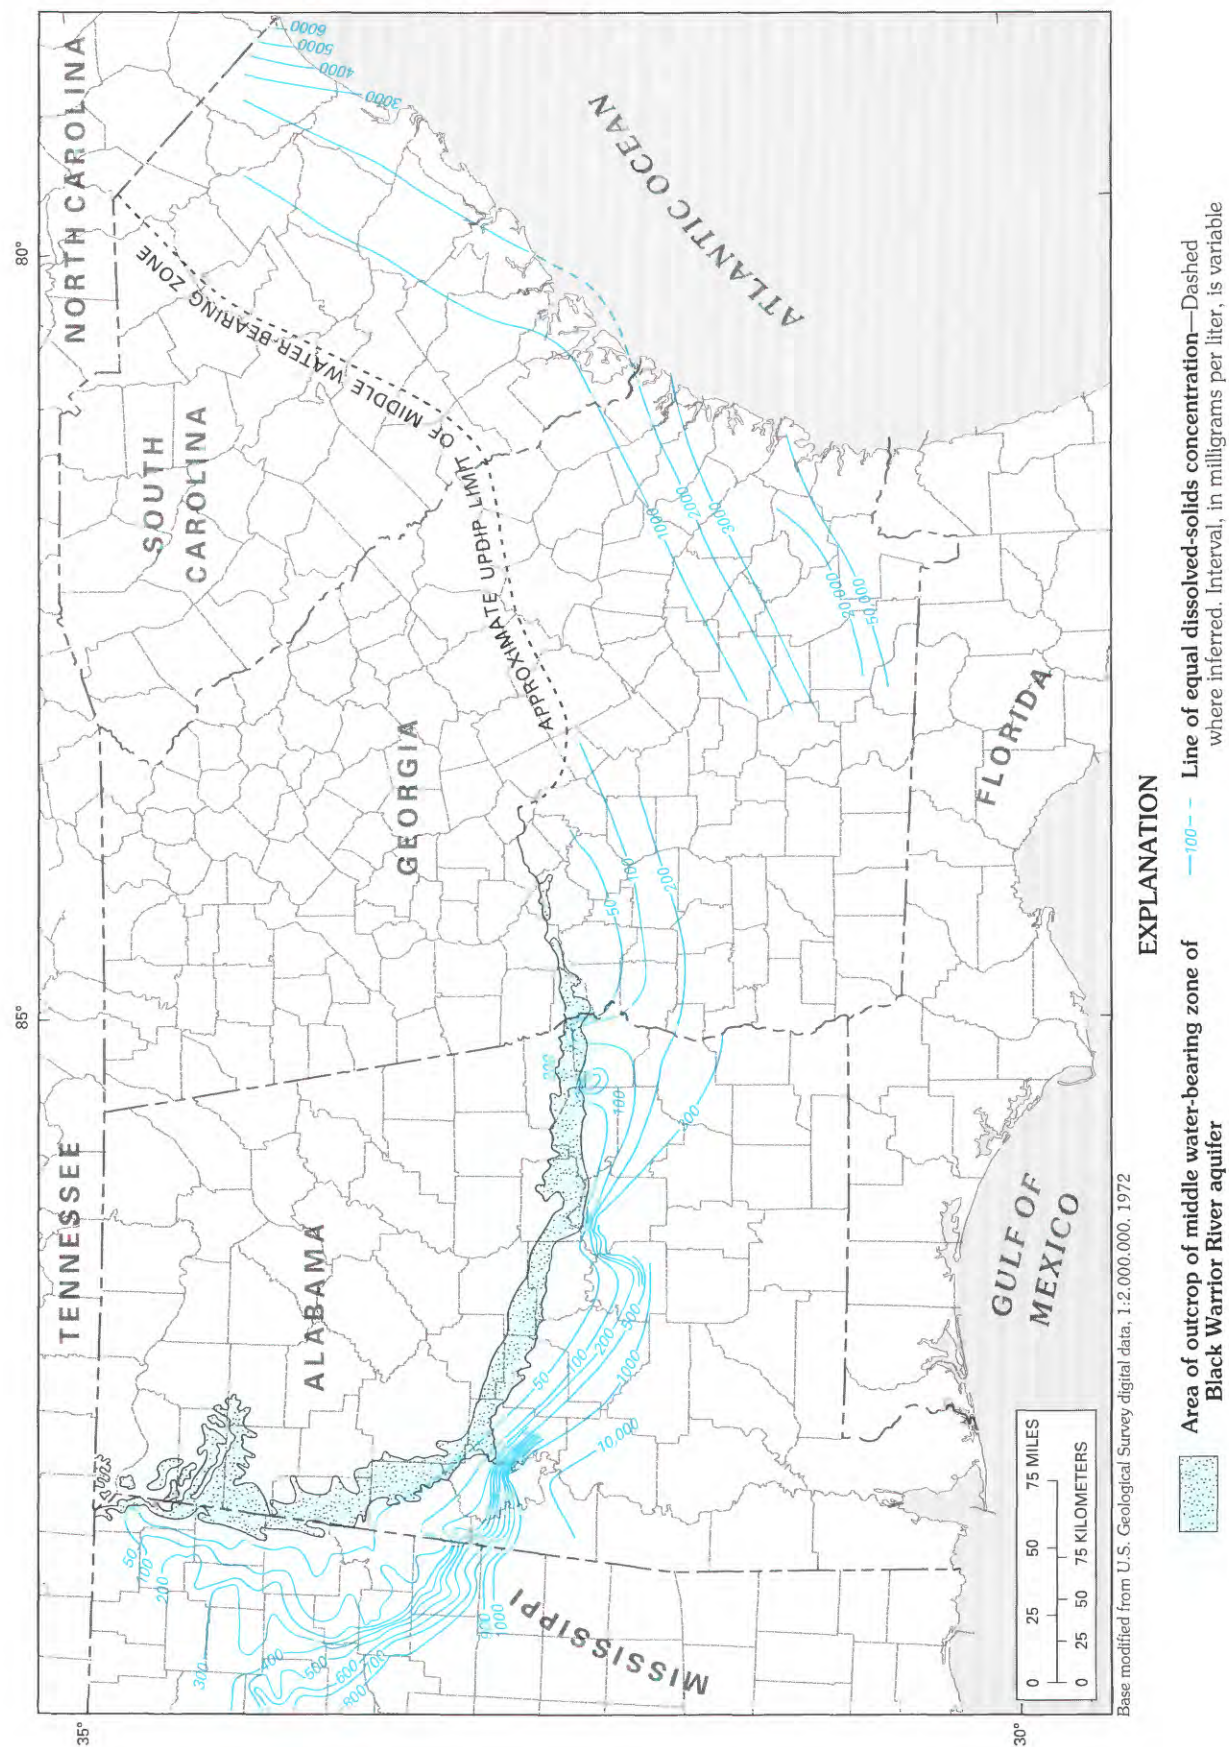 35°
85°
80°
30°
TENNESSEE
NORTH CAROLINA
SOUTH
CAROLINA
GEORGIA
ALABAMA
MISSISSIPPI
FLORIDA
ATLANTIC OCEAN
GULF OF
MEXICO
APPROXIMATE UPDIP LIMIT OF MIDDLE WATER-BEARING ZONE
50
100
200
300
400
500
600
700
800
900
1000
10,000
50
100
200
500
1000
200
100
300
50
100
200
1000
2000
3000
20,000
50,000
3000
4000
5000
6000
0 25 50 75 MILES
0 25 50 75 KILOMETERS
Base modified from U.S. Geological Survey digital data, 1:2,000,000, 1972
EXPLANATION
Area of outcrop of middle water-bearing zone of
Black Warrior River aquifer
—100-- Line of equal dissolved-solids concentration—Dashed
where inferred. Interval, in milligrams per liter, is variable